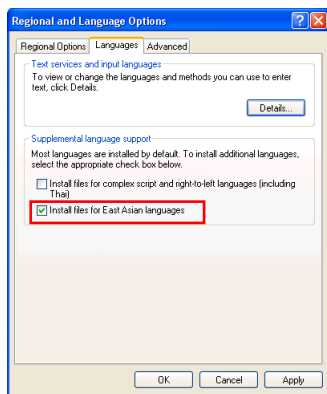 Regional and Language Options
Regional Options Languages Advanced
Text services and input languages
To view or change the languages and methods you can use to enter
text, click Details.
Details...
Supplemental language support
Most languages are installed by default. To install additional languages,
select the appropriate check box below.
Install files for complex script and right-to-left languages (including
Thai)
Install files for East Asian languages
OK Cancel Apply